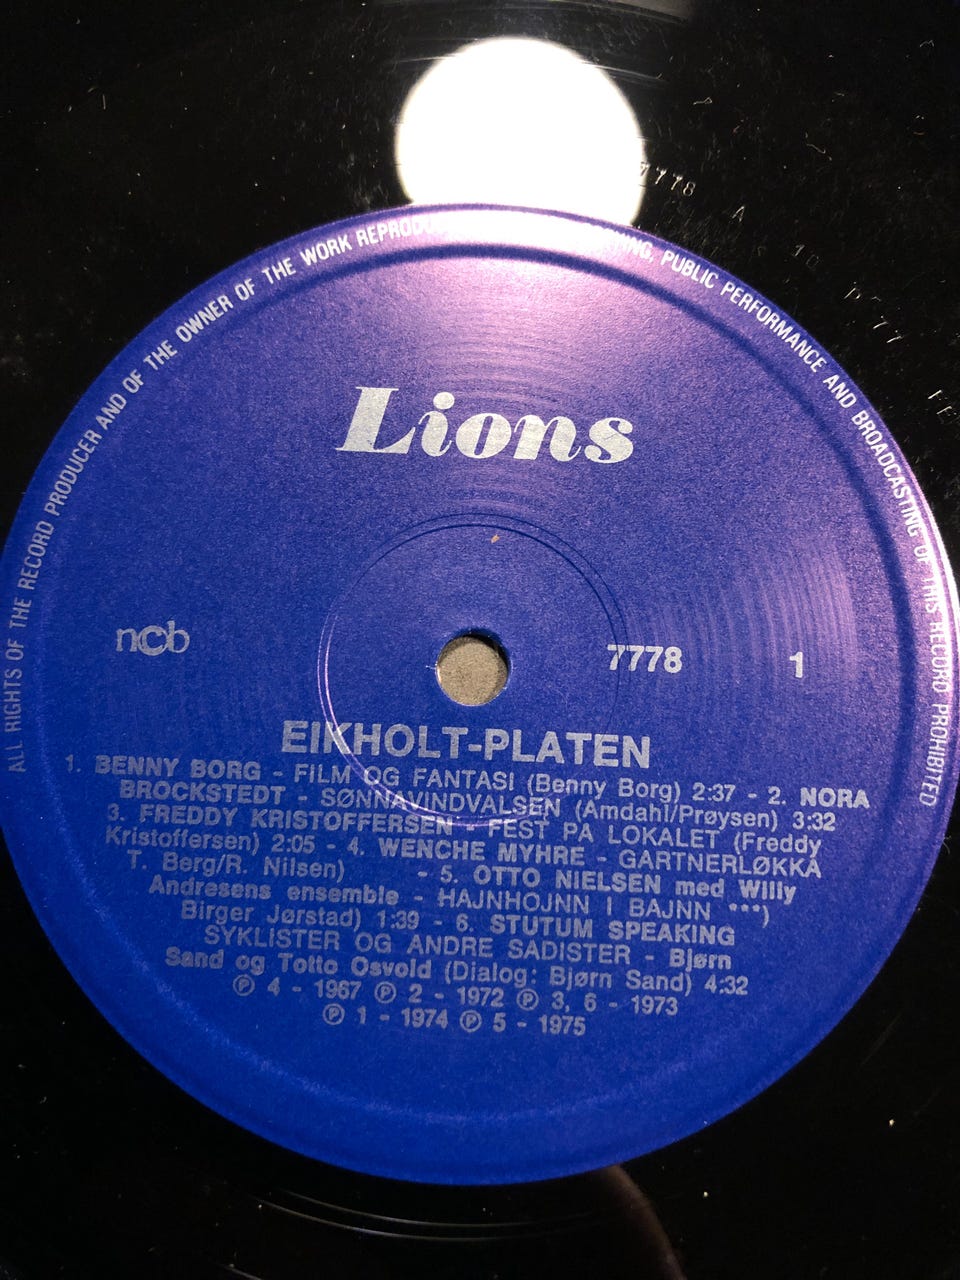 7778 A
ALL RIGHTS OF THE RECORD PRODUCER AND OF THE OWNER OF THE WORK PUBLIC PERFORMANCE AND BROADCASTING OF THIS RECORD PROHIBITED
Lions
ncb
7778
1
EIKHOLT-PLATEN
1. BENNY BORG - FILM OG FANTASI (Benny Borg) 2:37 - 2. NORA
BROCKSTEDT - SØNNAVINDVALSEN (Amdahl/Prøysen) 3:32
3. FREDDY KRISTOFFERSEN - FEST PA LOKALET (Freddy
Kristoffersen) 2:05 - 4. WENCHE MYHRE - GARTNERLØKKA
T. Berg/R. Nilsen) - 5. OTTO NIELSEN med Willy
Andresens ensemble - HAJNHOJNN I BAJNN ***)
Birger Jørstad) 1:39 - 6. STUTUM SPEAKING
SYKLISTER OG ANDRE SADISTER - Bjørn
Sand og Totto Osvold (Dialog: Bjørn Sand) 4:32
℗ 4 - 1967 ℗ 2 - 1972 ℗ 3, 6 - 1973
℗ 1 - 1974 ℗ 5 - 1975